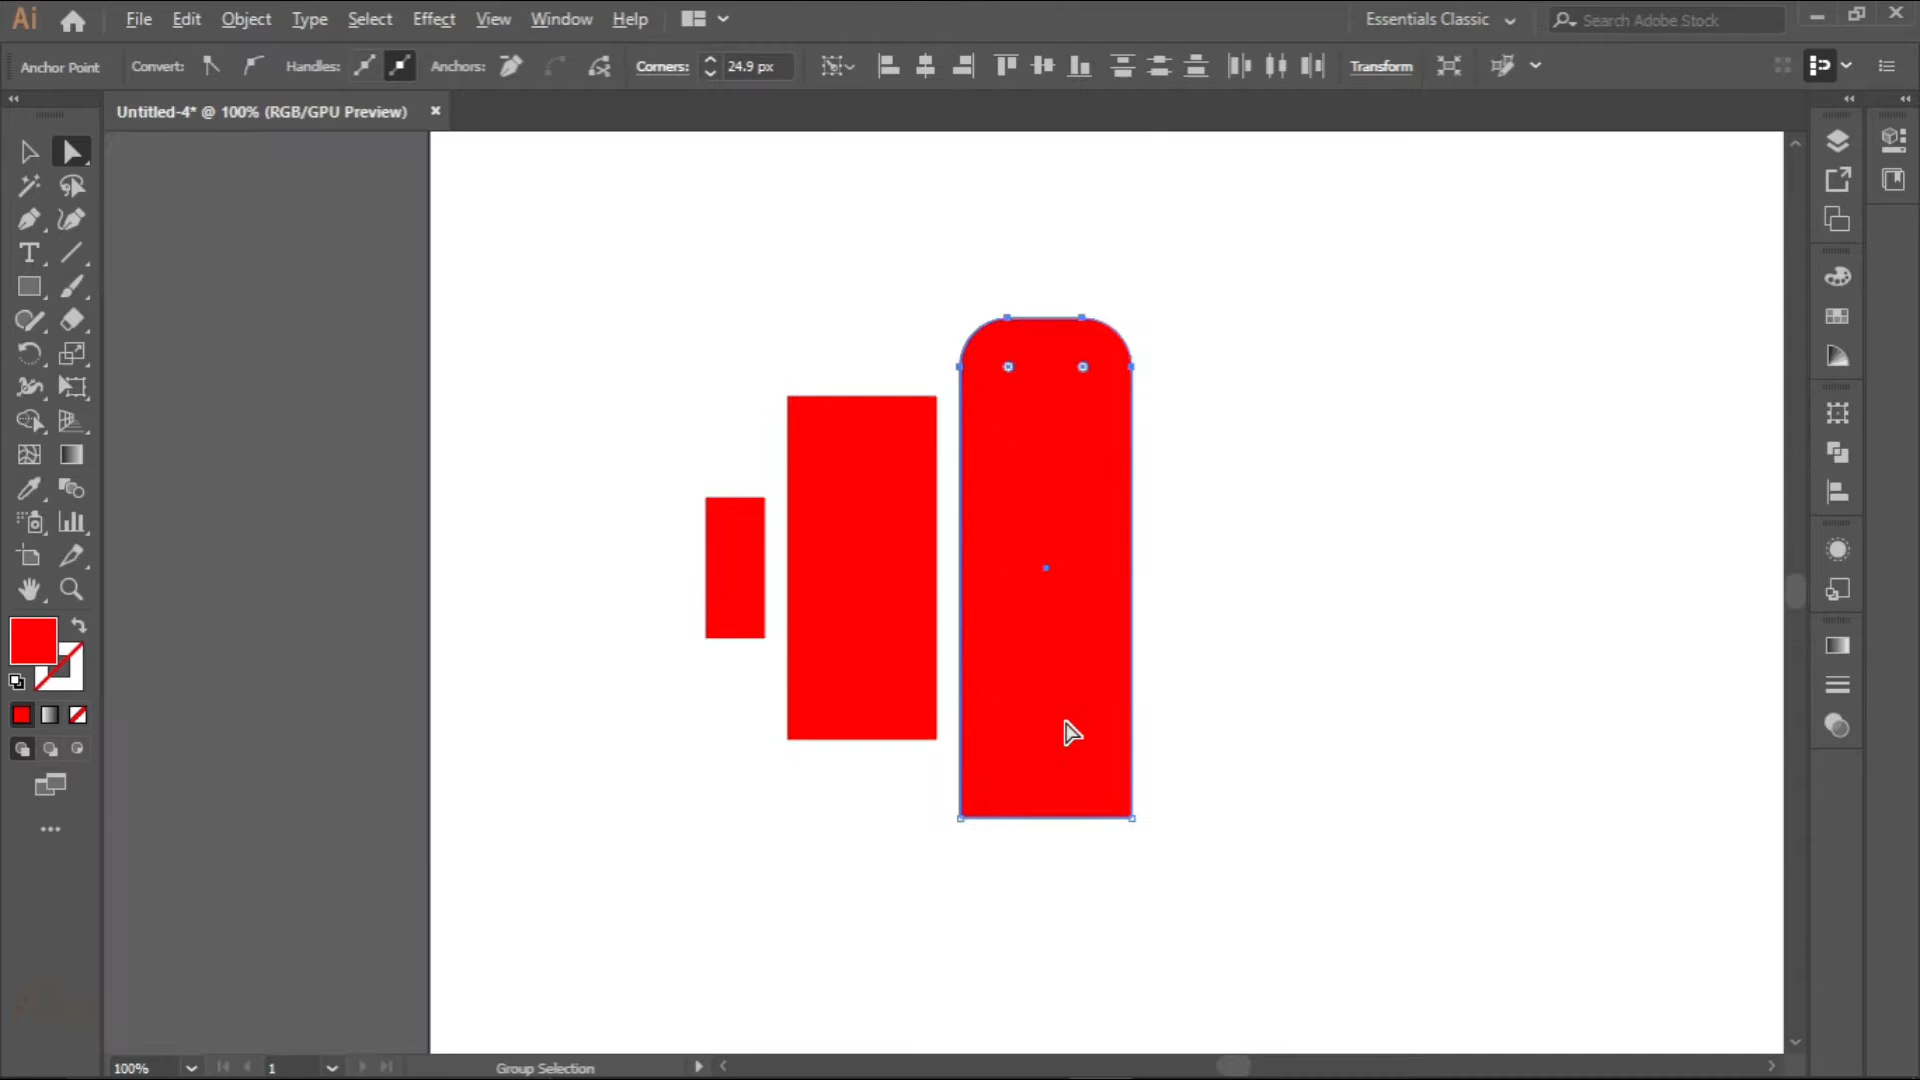 Ai File Edit Object Type Select Effect View Window Help Essentials Classic Search Adobe Stock
Anchor Point Convert: Handles: Anchors: Corners: 24.9 px Transform
Untitled-4* @ 100% (RGB/GPU Preview)
100% 1 Group Selection